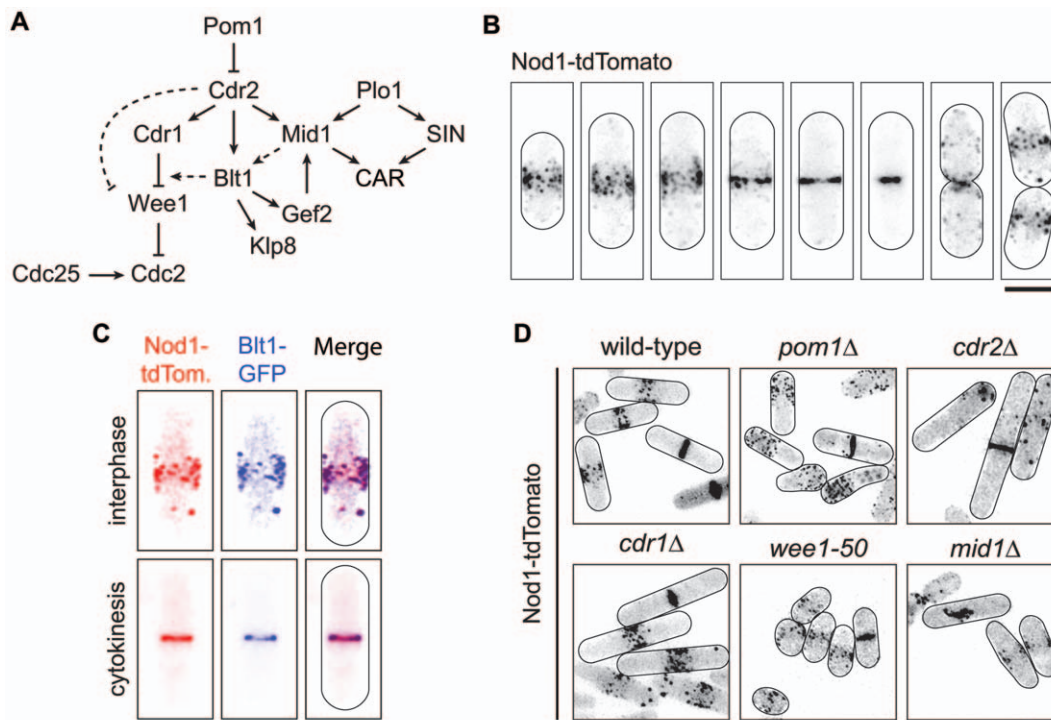 A
Pom1
Cdr2
Plo1
Cdr1
Mid1
SIN
Blt1
CAR
Wee1
Gef2
Klp8
Cdc25
Cdc2
B
Nod1-tdTomato
C
Nod1-
tdTom.
Blt1-
GFP
Merge
interphase
cytokinesis
D
wild-type
pom1Δ
cdr2Δ
Nod1-tdTomato
cdr1Δ
wee1-50
mid1Δ